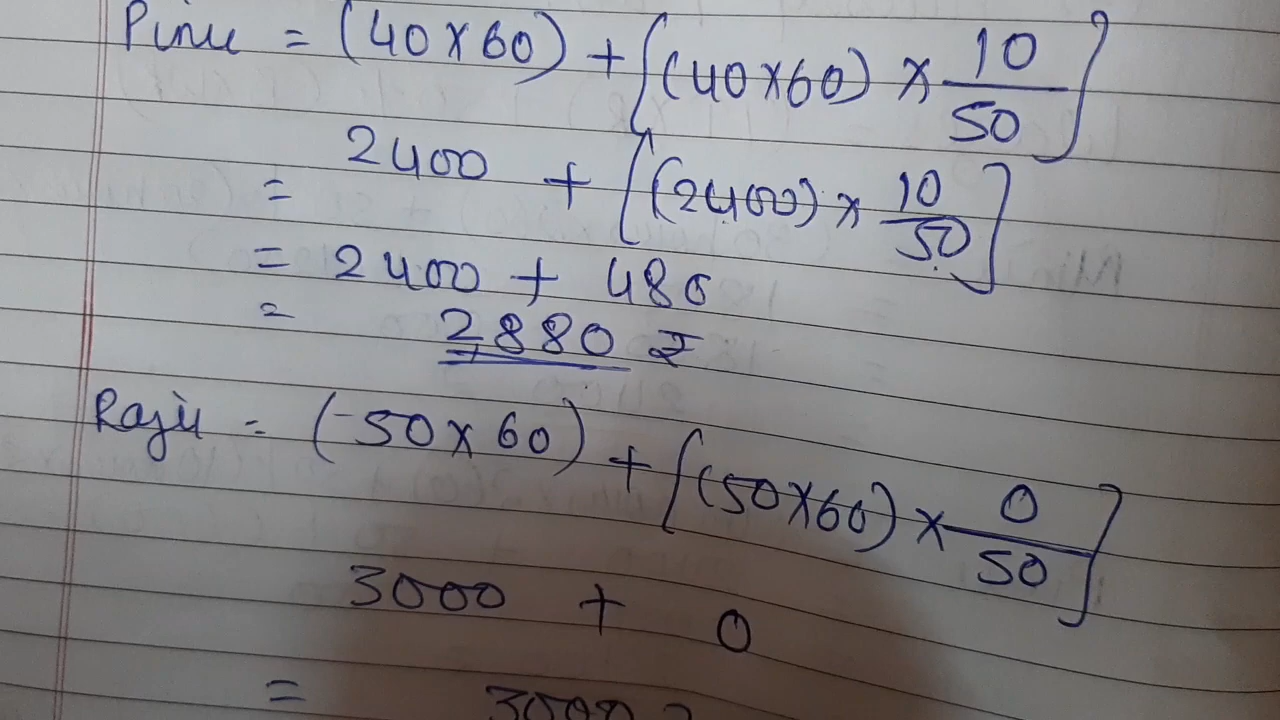 Pinu = (40 x 60) + [(40 x 60) x 10/50]
= 2400 + [(2400) x 10/50]
= 2400 + 480
= 2880 ₹
Raju = (50 x 60) + [(50 x 60) x 0/50]
3000 + 0
= 3000